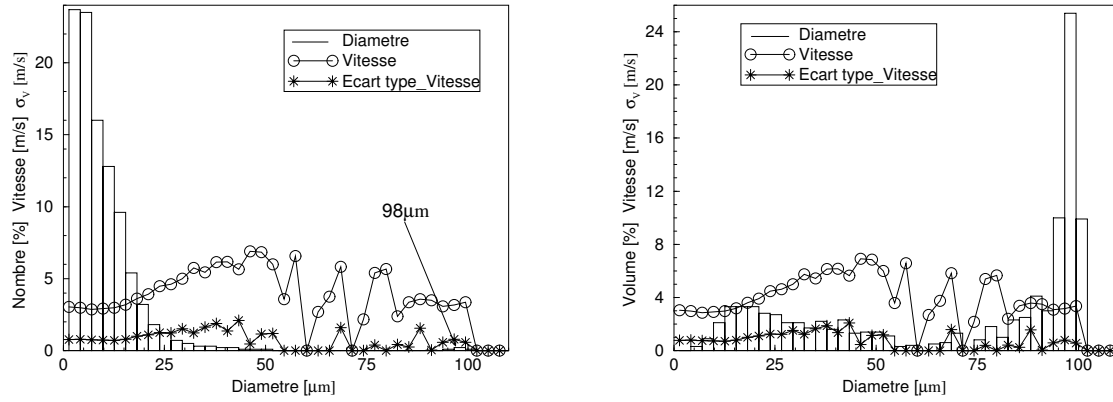 Nombre [%] Vitesse [m/s] σ_V [m/s]
20
15
10
5
0
Diametre
Vitesse
Ecart type_Vitesse
98μm
0 25 50 75 100
Diametre [μm]
Volume [%] Vitesse [m/s] σ_V [m/s]
24
20
16
12
8
4
0
Diametre
Vitesse
Ecart type_Vitesse
0 25 50 75 100
Diametre [μm]